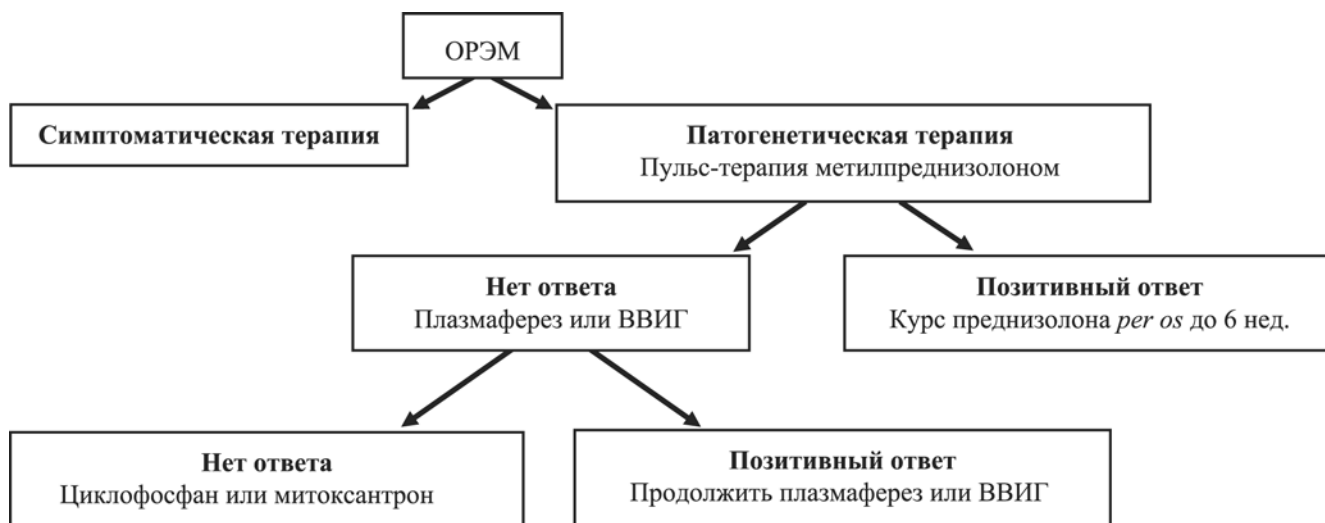 ОРЭМ
Симптоматическая терапия
Патогенетическая терапия
Пульс-терапия метилпреднизолоном
Нет ответа
Плазмаферез или ВВИГ
Позитивный ответ
Курс преднизолона per os до 6 нед.
Нет ответа
Циклофосфан или митоксантрон
Позитивный ответ
Продолжить плазмаферез или ВВИГ